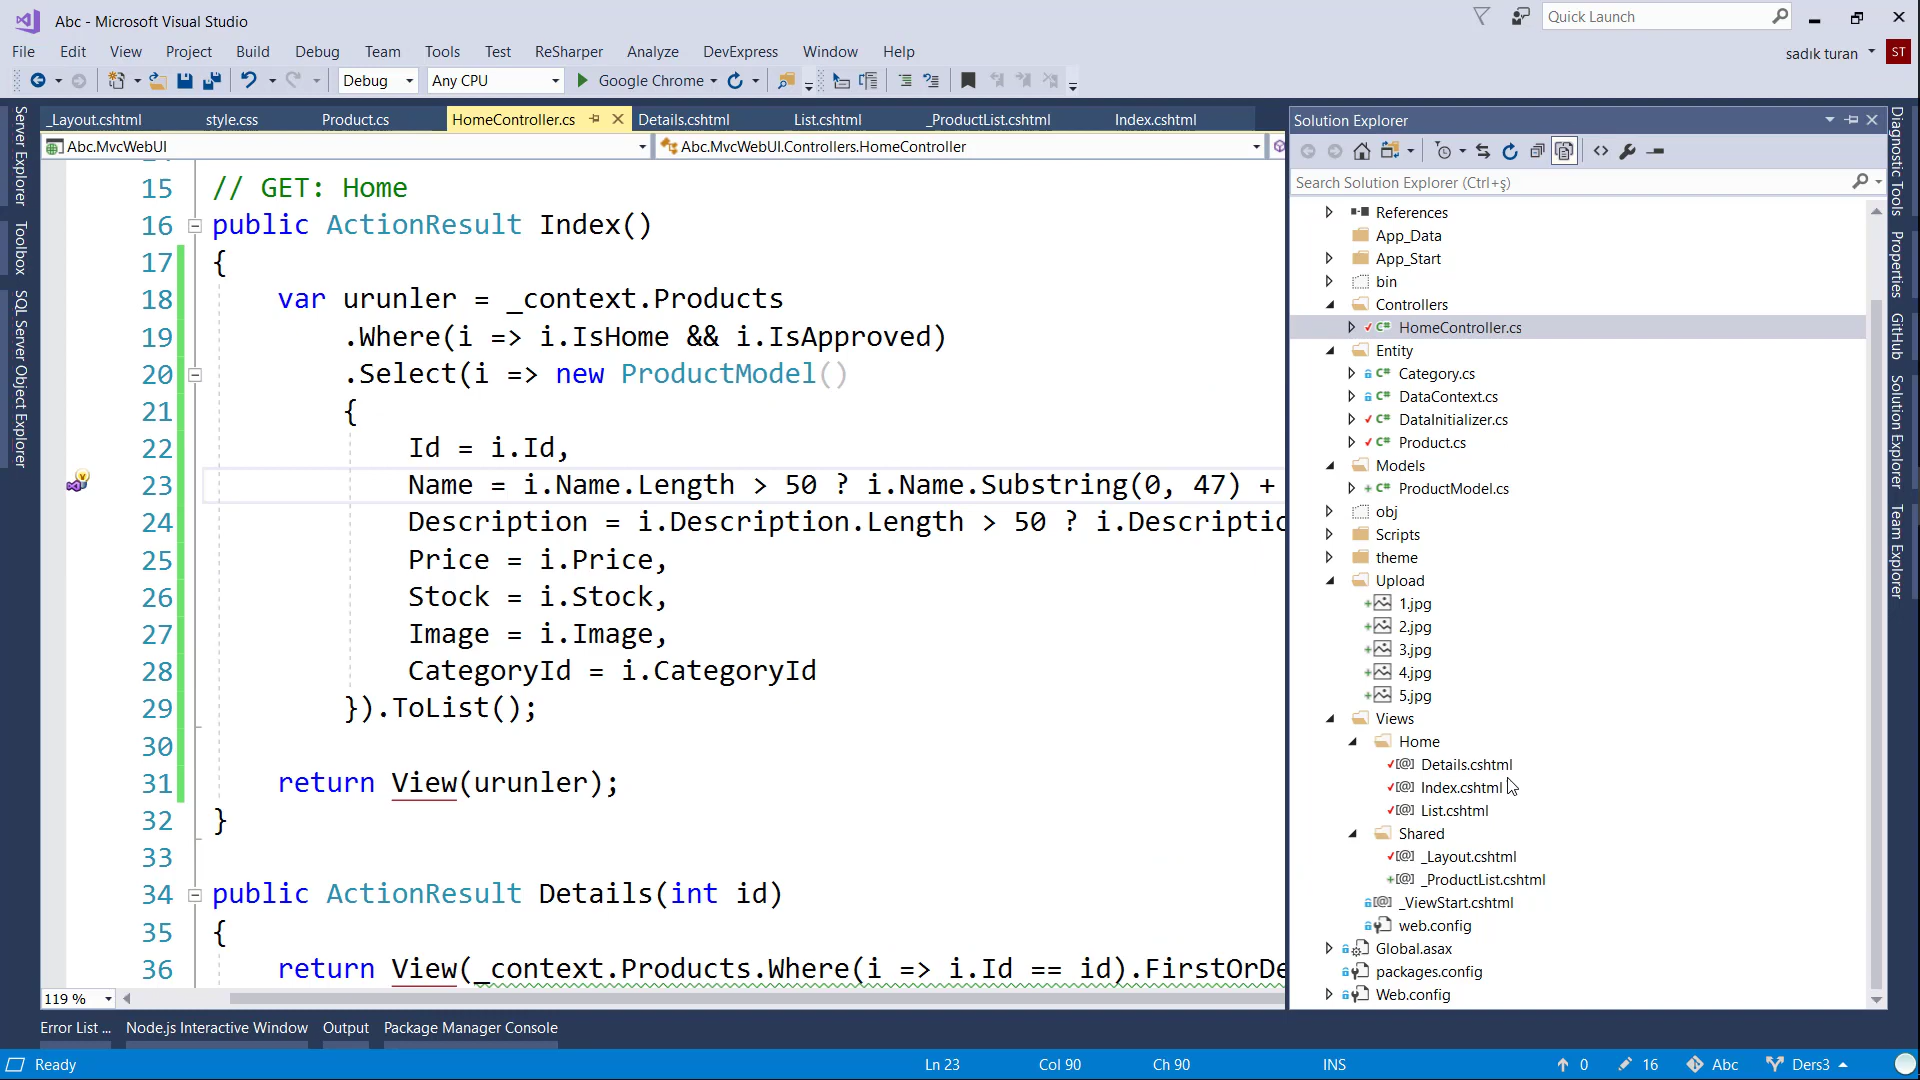 Abc - Microsoft Visual Studio
Quick Launch
File Edit View Project Build Debug Team Tools Test ReSharper Analyze DevExpress Window Help
sadık turan ST
Debug Any CPU Google Chrome
_Layout.cshtml style.css Product.cs HomeController.cs Details.cshtml List.cshtml _ProductList.cshtml Index.cshtml
Abc.MvcWebUI Abc.MvcWebUI.Controllers.HomeController
15 // GET: Home
16 public ActionResult Index()
17 {
18 var urunler = _context.Products
19 .Where(i => i.IsHome && i.IsApproved)
20 .Select(i => new ProductModel()
21 {
22 Id = i.Id,
23 Name = i.Name.Length > 50 ? i.Name.Substring(0, 47) +
24 Description = i.Description.Length > 50 ? i.Descriptio
25 Price = i.Price,
26 Stock = i.Stock,
27 Image = i.Image,
28 CategoryId = i.CategoryId
29 }).ToList();
30
31 return View(urunler);
32 }
33
34 public ActionResult Details(int id)
35 {
36 return View(_context.Products.Where(i => i.Id == id).FirstOrDe
119 %
Server Explorer
Toolbox
SQL Server Object Explorer
Solution Explorer
Search Solution Explorer (Ctrl+ş)
References
App_Data
App_Start
bin
Controllers
HomeController.cs
Entity
Category.cs
DataContext.cs
DataInitializer.cs
Product.cs
Models
ProductModel.cs
obj
Scripts
theme
Upload
1.jpg
2.jpg
3.jpg
4.jpg
5.jpg
Views
Home
Details.cshtml
Index.cshtml
List.cshtml
Shared
_Layout.cshtml
_ProductList.cshtml
_ViewStart.cshtml
web.config
Global.asax
packages.config
Web.config
Diagnostic Tools
Properties
GitHub
Solution Explorer
Team Explorer
Error List ... Node.js Interactive Window Output Package Manager Console
Ready Ln 23 Col 90 Ch 90 INS 0 16 Abc Ders3